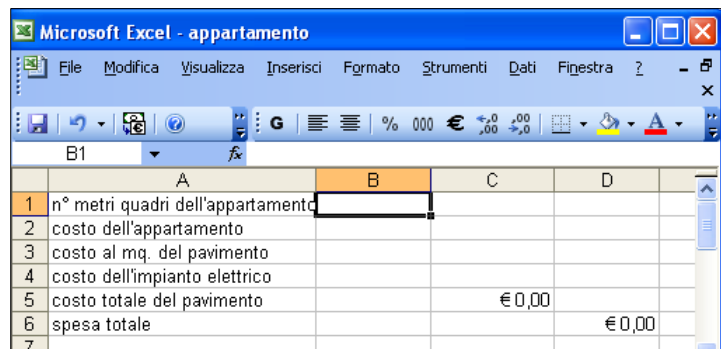 Microsoft Excel - appartamento
File Modifica Visualizza Inserisci Formato Strumenti Dati Finestra ?
G % 000 € ,00 ,00 A
B1 fx
A B C D
1 n° metri quadri dell'appartamento
2 costo dell'appartamento
3 costo al mq. del pavimento
4 costo dell'impianto elettrico
5 costo totale del pavimento € 0,00
6 spesa totale € 0,00
7